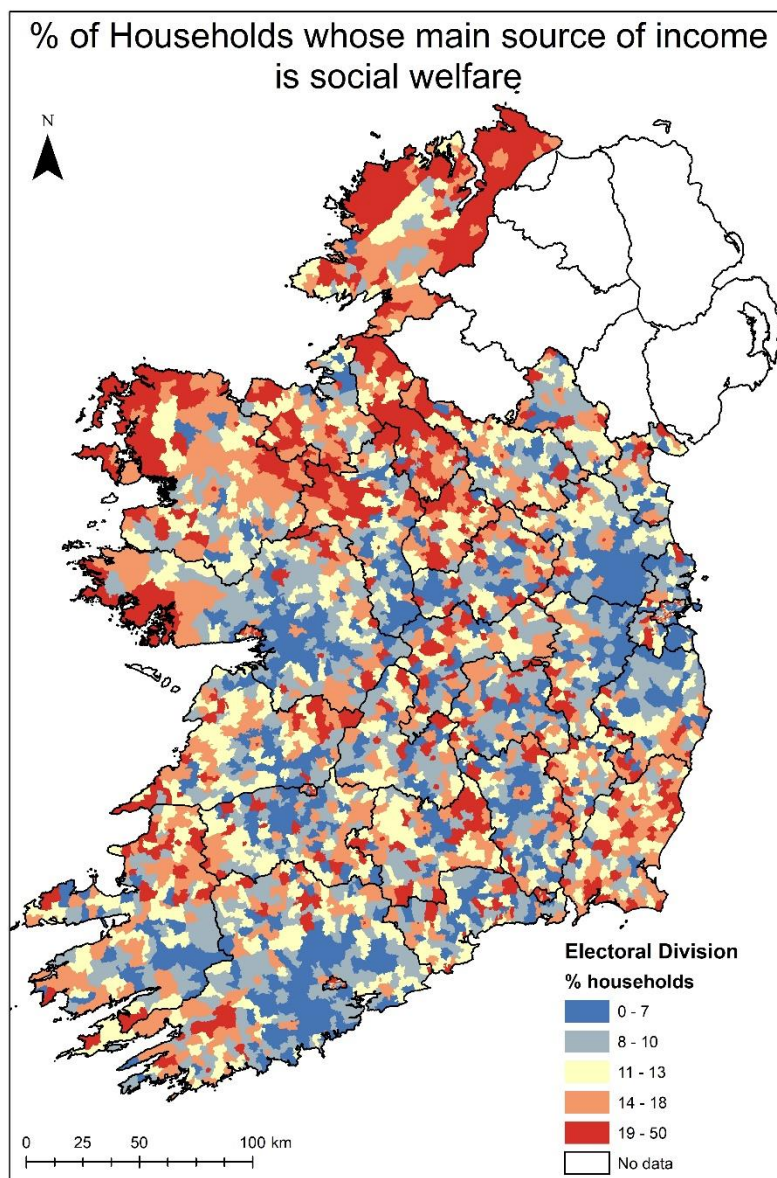 % of Households whose main source of income
is social welfare
N
Electoral Division
% households
0 - 7
8 - 10
11 - 13
14 - 18
19 - 50
No data
0 25 50 100 km